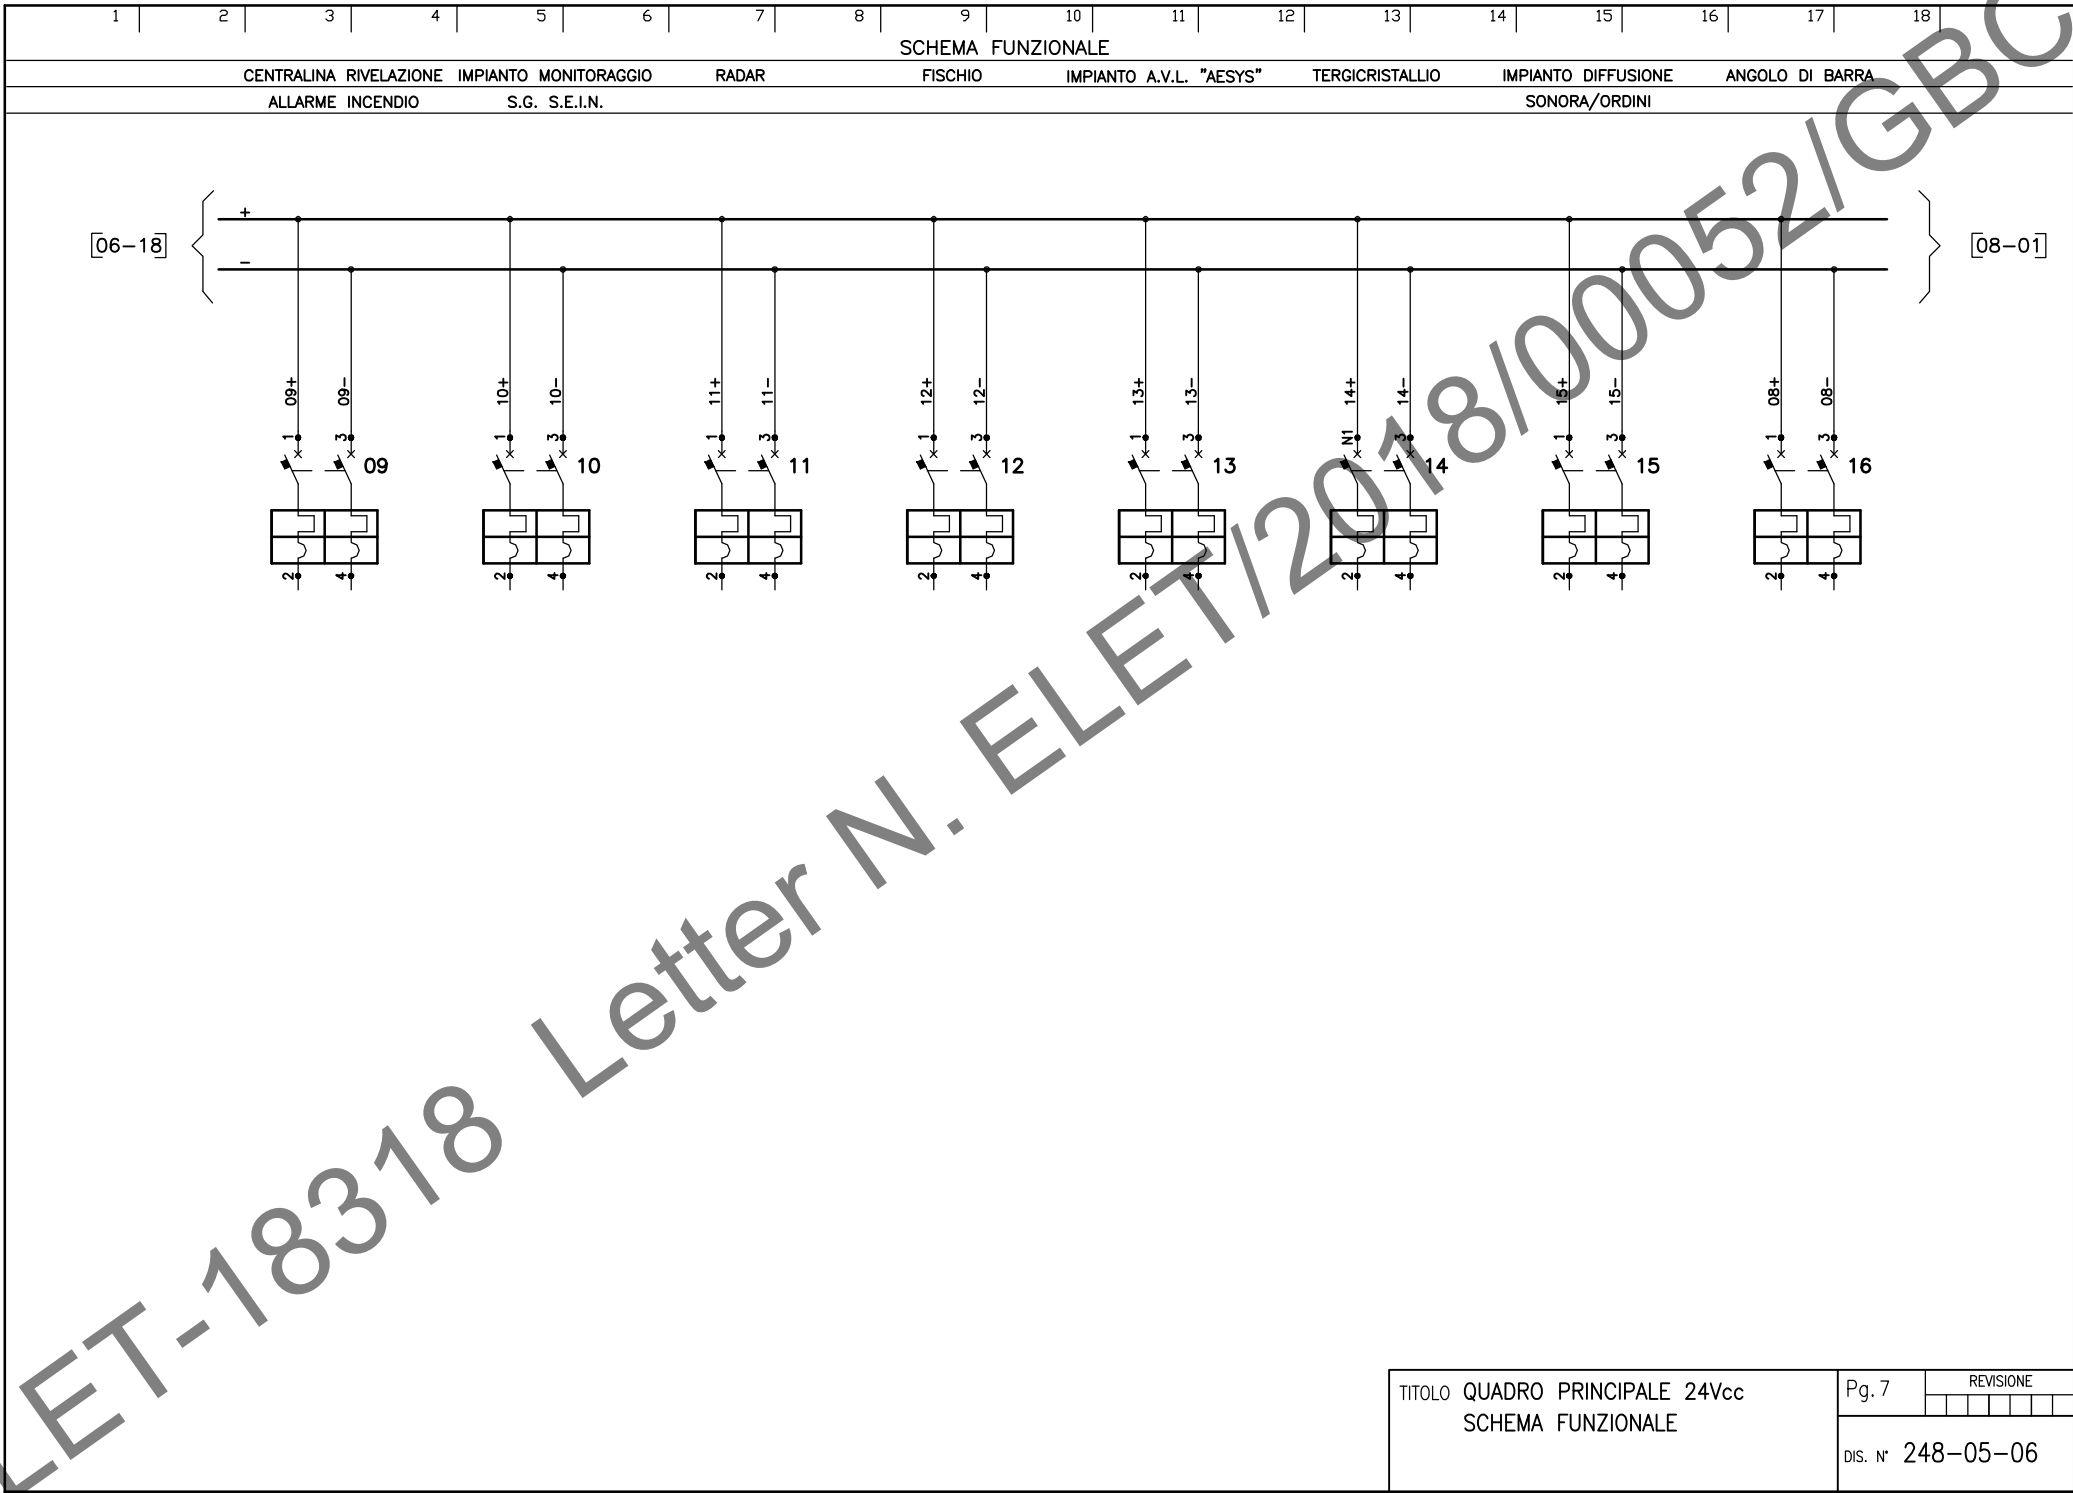 1 2 3 4 5 6 7 8 9 10 11 12 13 14 15 16 17 18
SCHEMA FUNZIONALE
CENTRALINA RIVELAZIONE IMPIANTO MONITORAGGIO RADAR FISCHIO IMPIANTO A.V.L. "AESYS" TERGICRISTALLIO IMPIANTO DIFFUSIONE ANGOLO DI BARRA
ALLARME INCENDIO S.G. S.E.I.N. SONORA/ORDINI
+
[06-18] [08-01]
-
09+ 09- 10+ 10- 11+ 11- 12+ 12- 13+ 13- 14+ 14- 15+ 15- 08+ 08-
1 3 1 3 1 3 1 3 1 3 N1 3 1 3 1 3
09 10 11 12 13 14 15 16
2 4 2 4 2 4 2 4 2 4 2 4 2 4 2 4
LET-18318 Letter N. ELET/2018/00052/GBC
TITOLO QUADRO PRINCIPALE 24Vcc
SCHEMA FUNZIONALE
Pg. 7
REVISIONE
DIS. N° 248-05-06